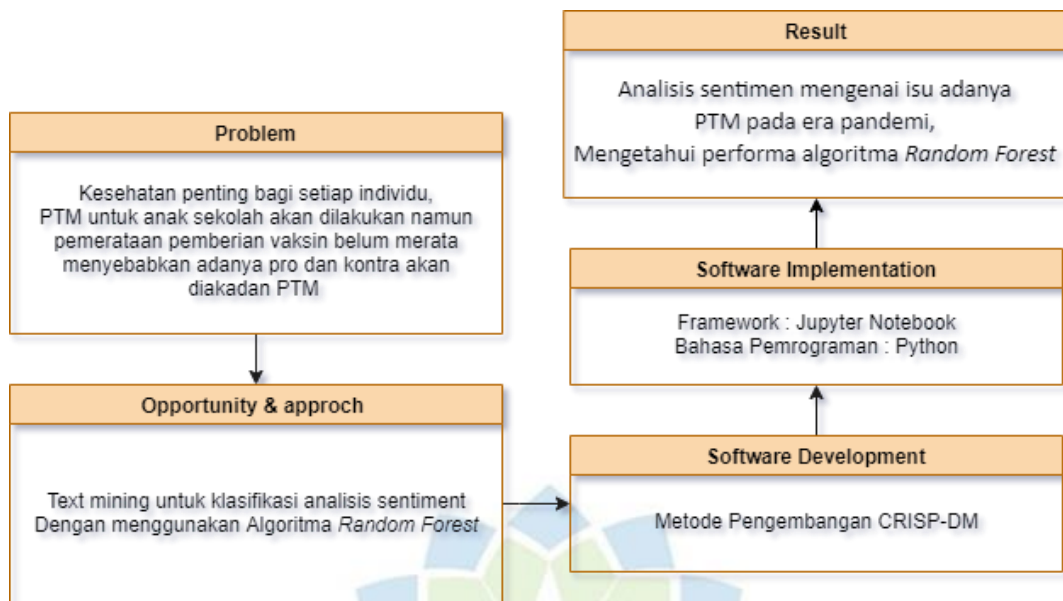 Problem
Kesehatan penting bagi setiap individu,
PTM untuk anak sekolah akan dilakukan namun
pemerataan pemberian vaksin belum merata
menyebabkan adanya pro dan kontra akan
diakadan PTM
Opportunity & approch
Text mining untuk klasifikasi analisis sentiment
Dengan menggunakan Algoritma Random Forest
Software Development
Metode Pengembangan CRISP-DM
Software Implementation
Framework : Jupyter Notebook
Bahasa Pemrograman : Python
Result
Analisis sentimen mengenai isu adanya
PTM pada era pandemi,
Mengetahui performa algoritma Random Forest